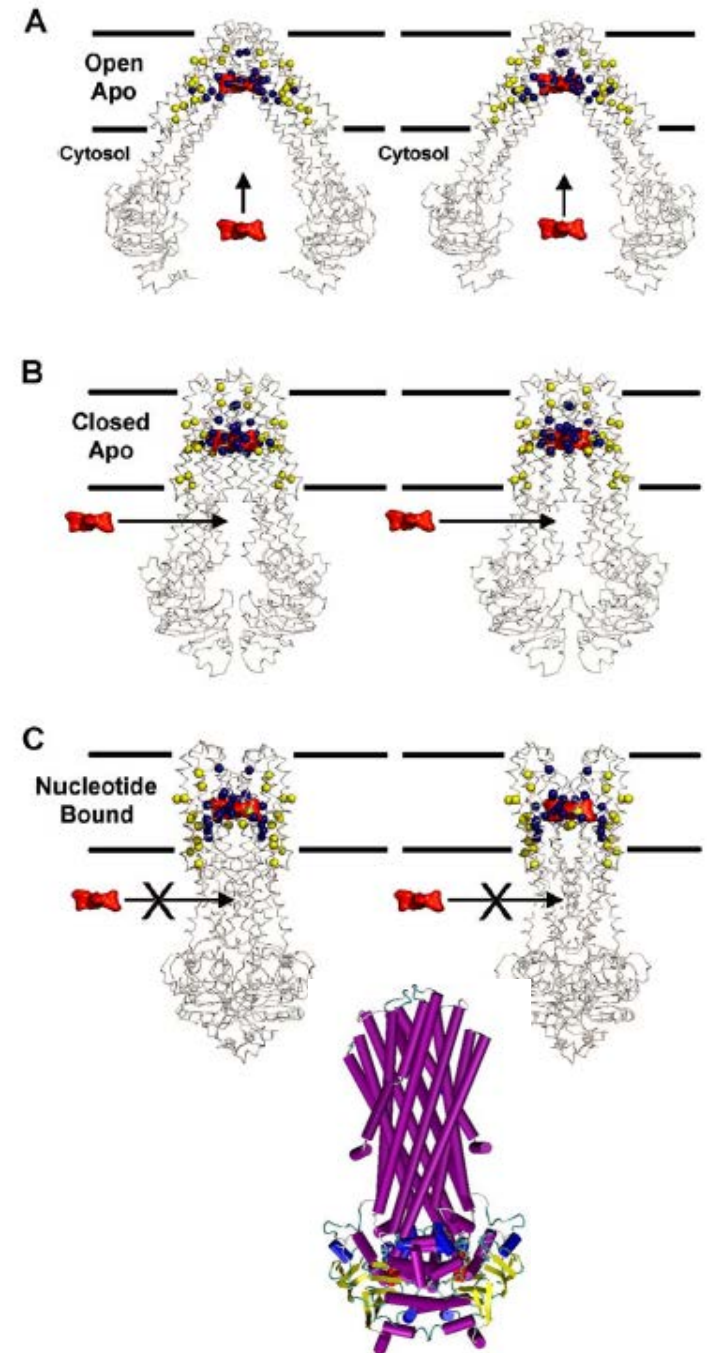 A
Open
Apo
Cytosol
Cytosol
B
Closed
Apo
C
Nucleotide
Bound
X
X